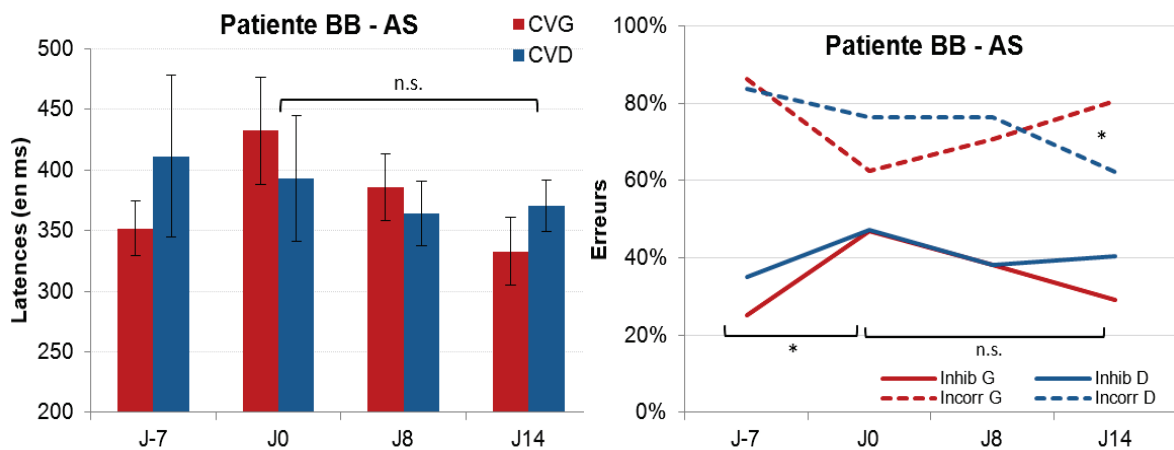 Patiente BB - AS
CVG
CVD
n.s.
Latences (en ms)
500
450
400
350
300
250
200
J-7
J0
J8
J14
Patiente BB - AS
Erreurs
100%
80%
60%
40%
20%
0%
*
*
n.s.
Inhib G
Inhib D
Incorr G
Incorr D
J-7
J0
J8
J14